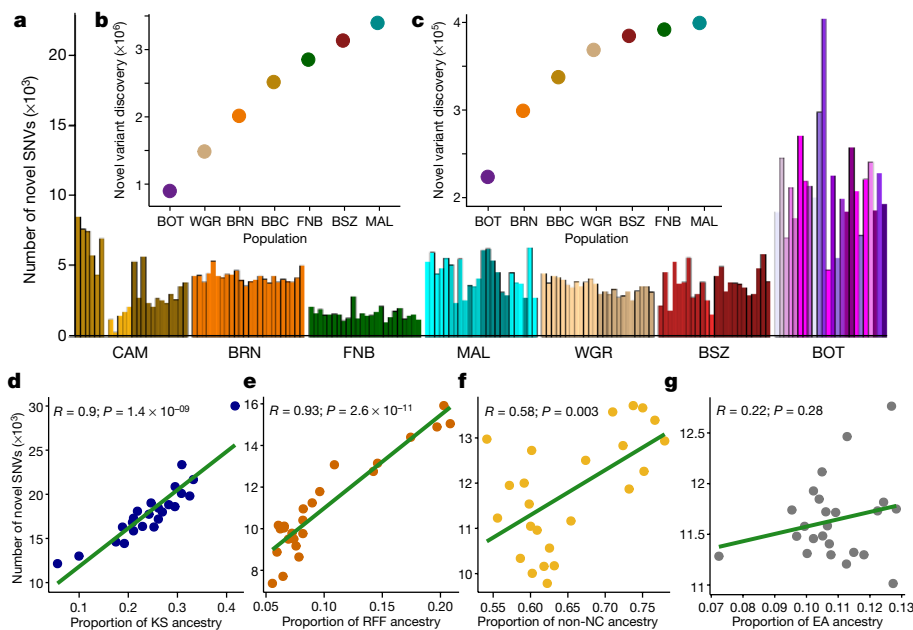 a
Number of novel SNVs (×10³)
20
15
10
5
0
CAM BRN FNB MAL WGR BSZ BOT
b
Novel variant discovery (×10⁶)
3
2
1
BOT WGR BRN BBC FNB BSZ MAL
Population
c
Novel variant discovery (×10⁵)
4
3
2
BOT BRN BBC WGR BSZ FNB MAL
Population
d
R = 0.9; P = 1.4 × 10⁻⁰⁹
Number of novel SNVs (×10³)
30
25
20
15
10
0.1 0.2 0.3 0.4
Proportion of KS ancestry
e
R = 0.93; P = 2.6 × 10⁻¹¹
16
14
12
10
8
0.05 0.10 0.15 0.20
Proportion of RFF ancestry
f
R = 0.58; P = 0.003
13
12
11
10
0.55 0.60 0.65 0.70 0.75
Proportion of non-NC ancestry
g
R = 0.22; P = 0.28
12.5
12.0
11.5
11
0.07 0.08 0.09 0.10 0.11 0.12 0.13
Proportion of EA ancestry